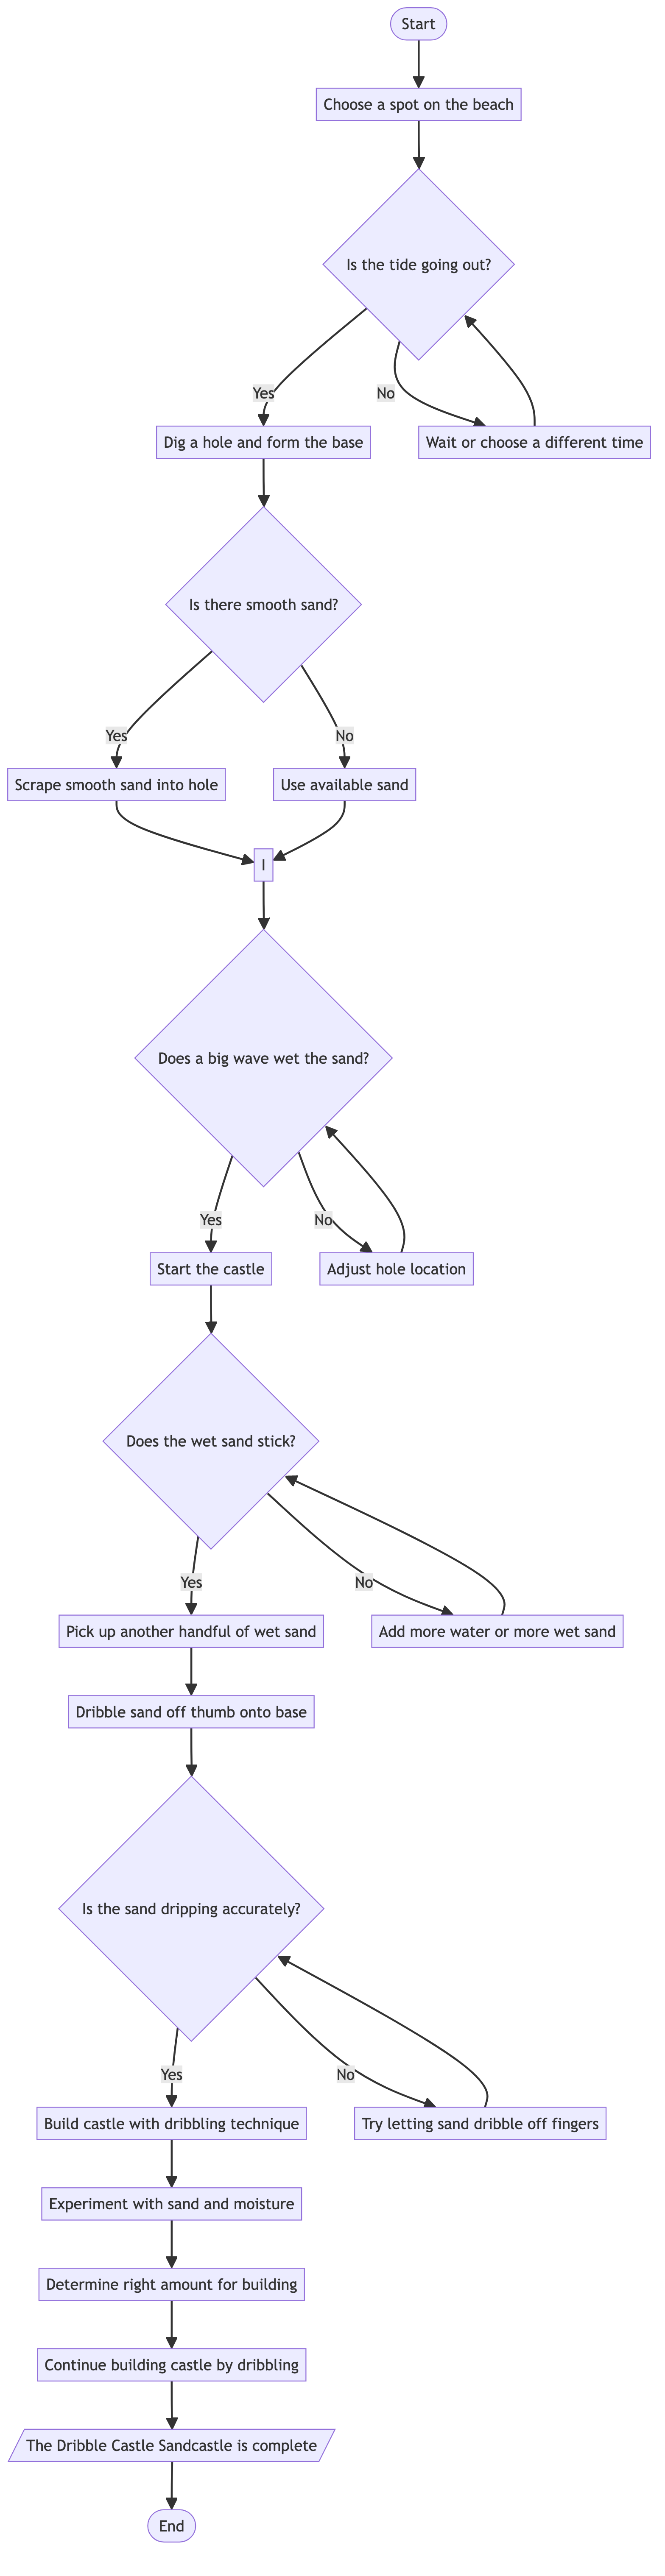 Start
Choose a spot on the beach
Is the tide going out?
Yes
No
Dig a hole and form the base
Wait or choose a different time
Is there smooth sand?
Yes
No
Scrape smooth sand into hole
Use available sand
I
Does a big wave wet the sand?
Yes
No
Start the castle
Adjust hole location
Does the wet sand stick?
Yes
No
Pick up another handful of wet sand
Add more water or more wet sand
Dribble sand off thumb onto base
Is the sand dripping accurately?
Yes
No
Build castle with dribbling technique
Try letting sand dribble off fingers
Experiment with sand and moisture
Determine right amount for building
Continue building castle by dribbling
The Dribble Castle Sandcastle is complete
End